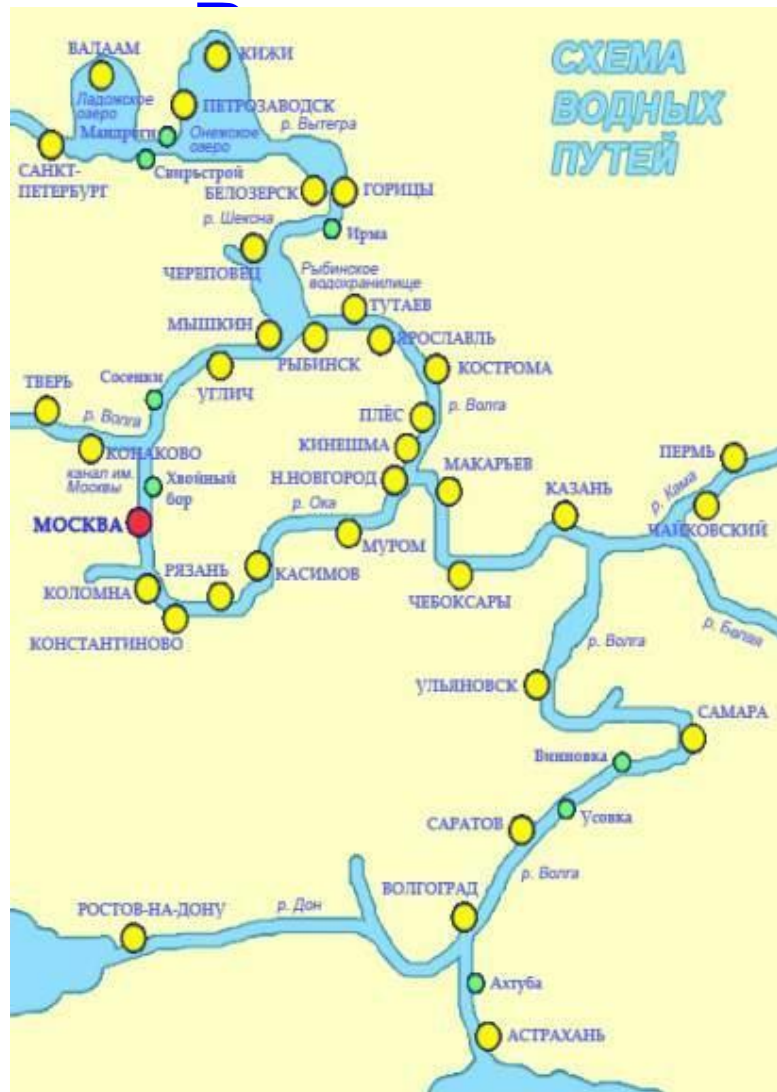 СХЕМА
ВОДНЫХ
ПУТЕЙ
ВАЛААМ
КИЖИ
Ладожское
озеро
ПЕТРОЗАВОДСК
Мандроги
Онежское
озеро
р. Вытегра
САНКТ-
ПЕТЕРБУРГ
Свирьстрой
БЕЛОЗЕРСК
ГОРИЦЫ
р. Шексна
Ирма
ЧЕРЕПОВЕЦ
Рыбинское
водохранилище
ТУТАЕВ
МЫШКИН
РЫБИНСК
ЯРОСЛАВЛЬ
УГЛИЧ
КОСТРОМА
ТВЕРЬ
Сосенки
р. Волга
ПЛЁС
р. Волга
КОНАКОВО
КИНЕШМА
канал им.
Москвы
Хвойный
бор
Н.НОВГОРОД
МАКАРЬЕВ
ПЕРМЬ
КАЗАНЬ
р. Кама
МОСКВА
р. Ока
МУРОМ
ЧАЙКОВСКИЙ
РЯЗАНЬ
КАСИМОВ
КОЛОМНА
ЧЕБОКСАРЫ
КОНСТАНТИНОВО
р. Белая
р. Волга
УЛЬЯНОВСК
САМАРА
Винновка
САРАТОВ
Усовка
р. Волга
ВОЛГОГРАД
РОСТОВ-НА-ДОНУ
р. Дон
Ахтуба
АСТРАХАНЬ